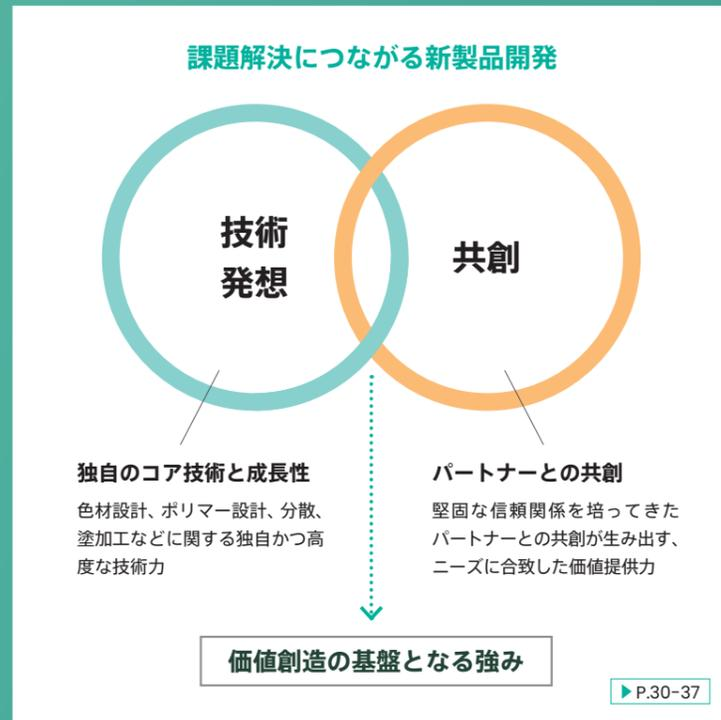 課題解決につながる新製品開発
技術
発想
共創
独自のコア技術と成長性
色材設計、ポリマー設計、分散、
塗加工などに関する独自かつ高
度な技術力
パートナーとの共創
堅固な信頼関係を培ってきた
パートナーとの共創が生み出す、
ニーズに合致した価値提供力
価値創造の基盤となる強み
▶P.30-37